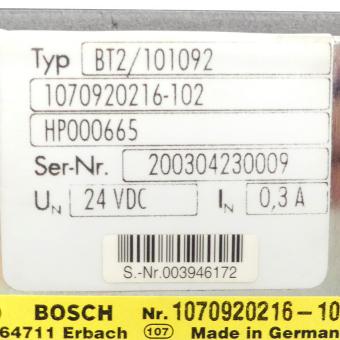 Typ BT2/101092
1070920216-102
HP000665
Ser-Nr. 200304230009
UN 24 VDC IN 0,3 A
S.-Nr.003946172
BOSCH Nr. 1070920216-10
64711 Erbach 107 Made in German